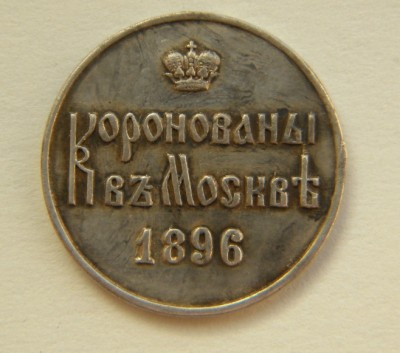 Коронованы
въ Москвѣ
1896